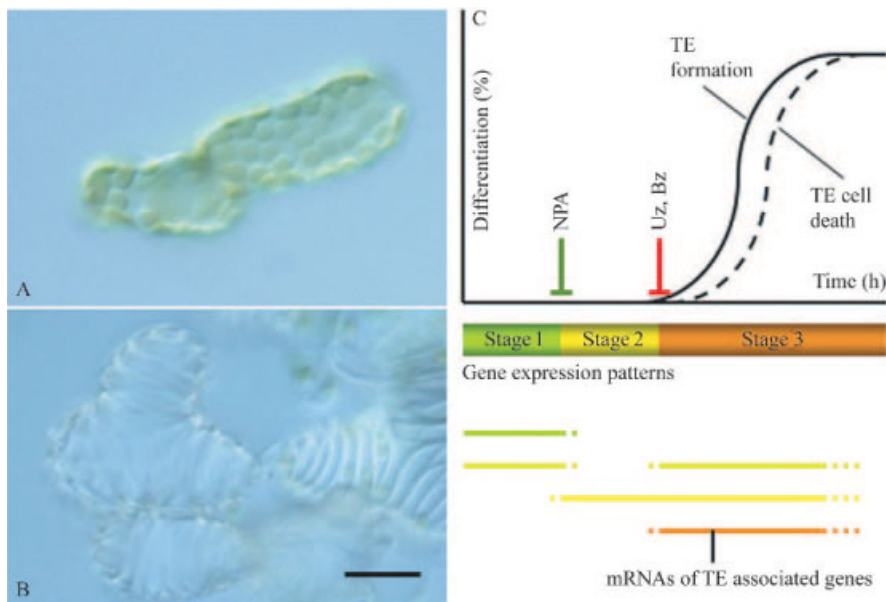 A
B
C
Differentiation (%)
TE
formation
TE cell
death
NPA
Uz, Bz
Time (h)
Stage 1
Stage 2
Stage 3
Gene expression patterns
mRNAs of TE associated genes